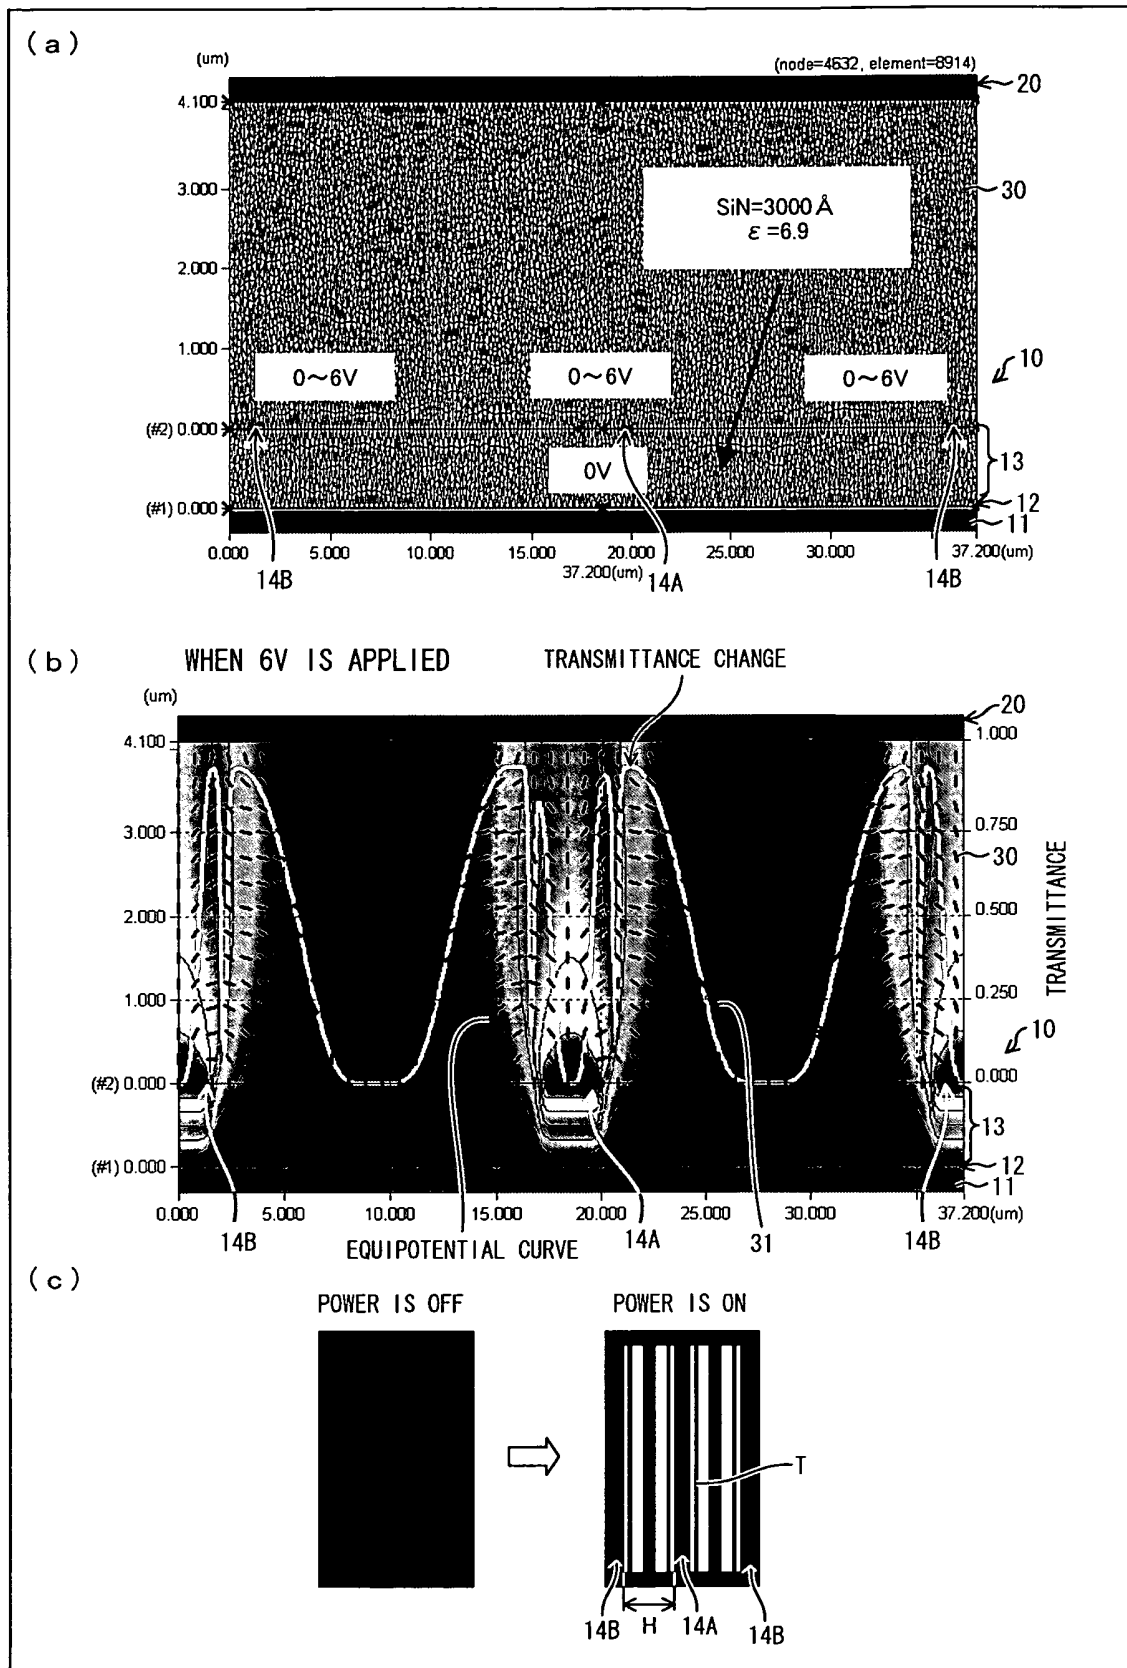 (a)
(um)
(node=4632, element=8914)
20
4.100
3.000
30
SiN=3000Å
ε=6.9
2.000
1.000
10
0～6V
0～6V
0～6V
(#2) 0.000
13
0V
(#1) 0.000
12
11
0.000
5.000
10.000
15.000
20.000
25.000
30.000
37.200
14B
37.200(um)
14A
14B
(b)
WHEN 6V IS APPLIED
TRANSMITTANCE CHANGE
(um)
20
4.100
1.000
3.000
0.750
30
TRANSMITTANCE
2.000
0.500
1.000
0.250
10
(#2) 0.000
0.000
13
(#1) 0.000
12
11
0.000
5.000
10.000
15.000
20.000
25.000
30.000
37.200(um)
14B
EQUIPOTENTIAL CURVE
14A
31
14B
(c)
POWER IS OFF
POWER IS ON
T
14B
H
14A
14B